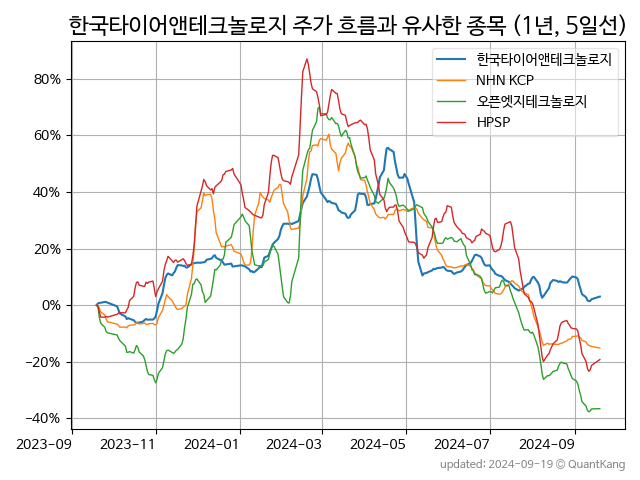 한국타이어앤테크놀로지 주가 흐름과 유사한 종목 (1년, 5일선)
한국타이어앤테크놀로지
NHN KCP
오픈엣지테크놀로지
HPSP
80%
60%
40%
20%
0%
−20%
−40%
2023-09
2023-11
2024-01
2024-03
2024-05
2024-07
2024-09
updated: 2024-09-19 © QuantKang